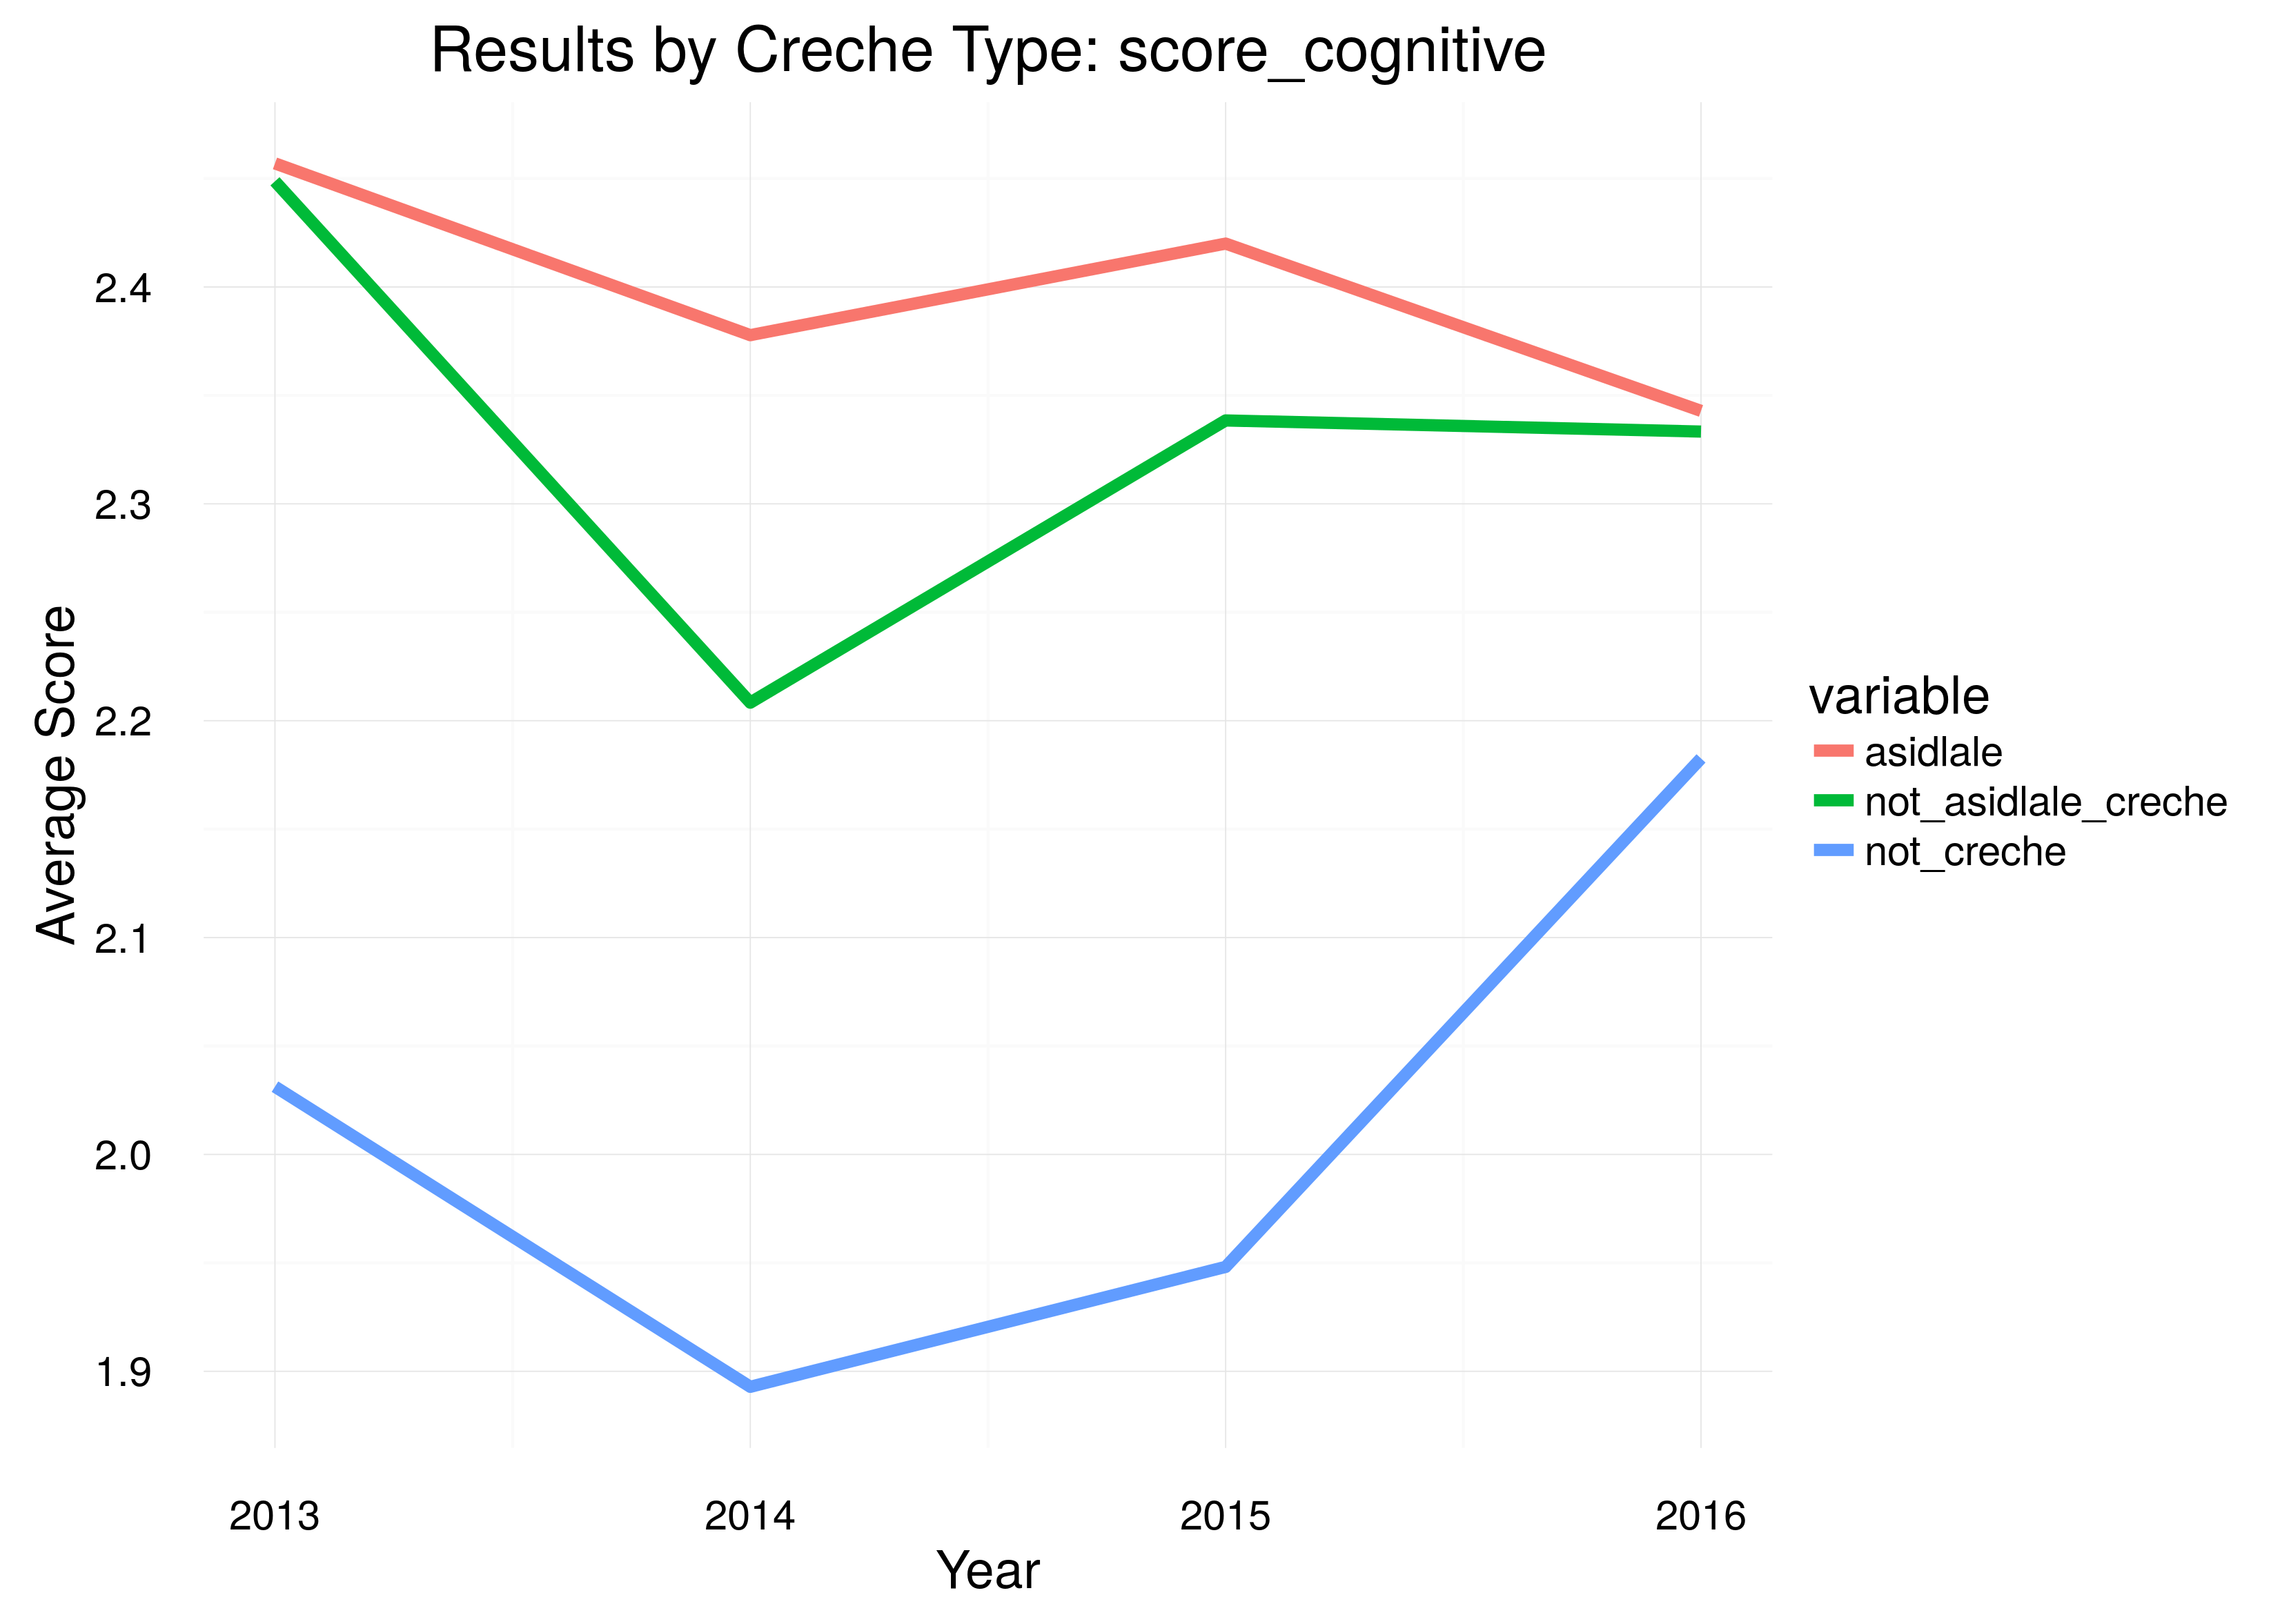 Results by Creche Type: score_cognitive
Average Score
2.4
2.3
2.2
2.1
2.0
1.9
2013 2014 2015 2016
Year
variable
asidlale
not_asidlale_creche
not_creche